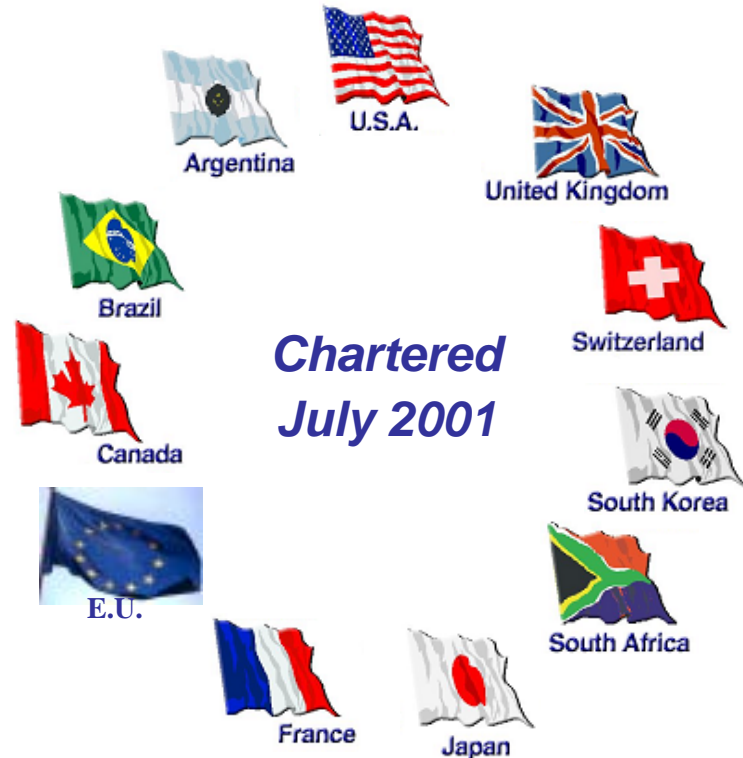 U.S.A.
Argentina
United Kingdom
Brazil
Switzerland
Chartered
July 2001
Canada
South Korea
E.U.
South Africa
France
Japan